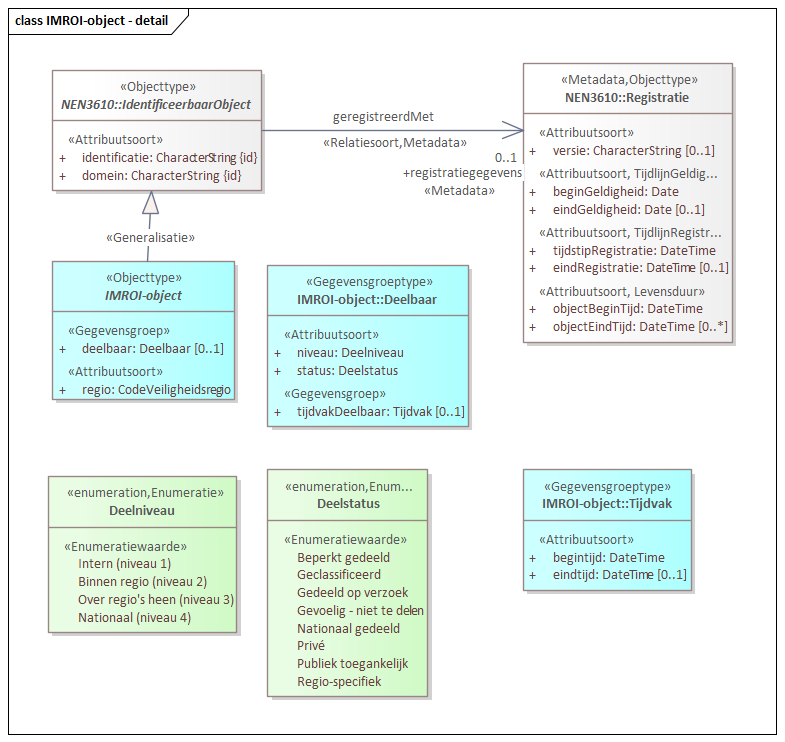 class IMROI-object - detail
«Objecttype»
NEN3610::IdentificeerbaarObject
«Attribuutsoort»
+ identificatie: CharacterString {id}
+ domein: CharacterString {id}
geregistreerdMet
«Relatiesoort,Metadata»
0..1
+registratiegegevens
«Metadata»
«Metadata,Objecttype»
NEN3610::Registratie
«Attribuutsoort»
+ versie: CharacterString [0..1]
«Attribuutsoort, TijdlijnGeldig...
+ beginGeldigheid: Date
+ eindGeldigheid: Date [0..1]
«Attribuutsoort, TijdlijnRegistr...
+ tijdstipRegistratie: DateTime
+ eindRegistratie: DateTime [0..1]
«Attribuutsoort, Levensduur»
+ objectBeginTijd: DateTime
+ objectEindTijd: DateTime [0..*]
«Generalisatie»
«Objecttype»
IMROI-object
«Gegevensgroep»
+ deelbaar: Deelbaar [0..1]
«Attribuutsoort»
+ regio: CodeVeiligheidsregio
«Gegevensgroeptype»
IMROI-object::Deelbaar
«Attribuutsoort»
+ niveau: Deelniveau
+ status: Deelstatus
«Gegevensgroep»
+ tijdvakDeelbaar: Tijdvak [0..1]
«enumeration,Enumeratie»
Deelniveau
«Enumeratiewaarde»
Intern (niveau 1)
Binnen regio (niveau 2)
Over regio's heen (niveau 3)
Nationaal (niveau 4)
«enumeration,Enum...
Deelstatus
«Enumeratiewaarde»
Beperkt gedeeld
Geclassificeerd
Gedeeld op verzoek
Gevoelig - niet te delen
Nationaal gedeeld
Privé
Publiek toegankelijk
Regio-specifiek
«Gegevensgroeptype»
IMROI-object::Tijdvak
«Attribuutsoort»
+ begintijd: DateTime
+ eindtijd: DateTime [0..1]